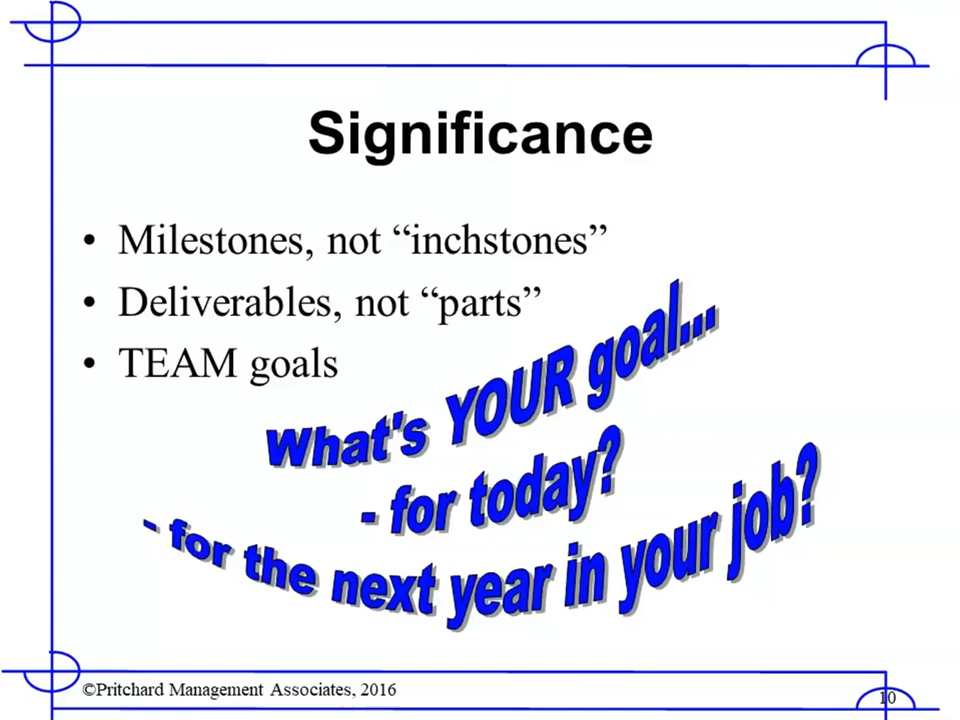 Significance
• Milestones, not “inchstones”
• Deliverables, not “parts”
• TEAM goals
What's YOUR goal...
- for today?
- for the next year in your job?
©Pritchard Management Associates, 2016
10